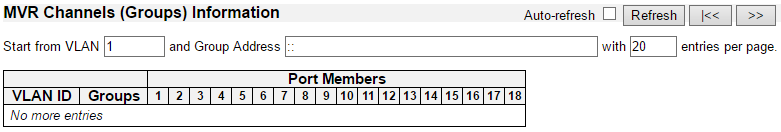 MVR Channels (Groups) Information
Auto-refresh Refresh |<< >>
Start from VLAN 1 and Group Address :: with 20 entries per page.
Port Members
VLAN ID Groups 1 2 3 4 5 6 7 8 9 10 11 12 13 14 15 16 17 18
No more entries